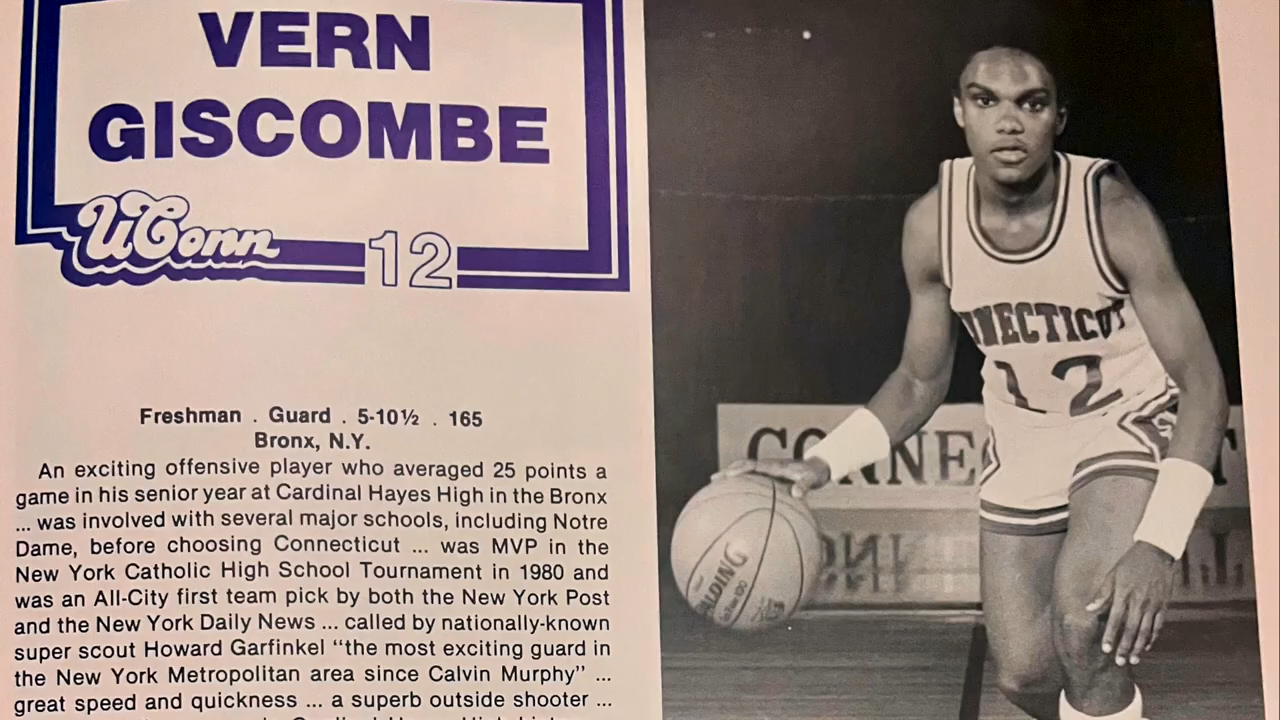 VERN
GISCOMBE
UConn 12
Freshman . Guard . 5-10½ . 165
Bronx, N.Y.
An exciting offensive player who averaged 25 points a
game in his senior year at Cardinal Hayes High in the Bronx
... was involved with several major schools, including Notre
Dame, before choosing Connecticut ... was MVP in the
New York Catholic High School Tournament in 1980 and
was an All-City first team pick by both the New York Post
and the New York Daily News ... called by nationally-known
super scout Howard Garfinkel “the most exciting guard in
the New York Metropolitan area since Calvin Murphy” ...
great speed and quickness ... a superb outside shooter ...
NNECTICUT
12
CONNE T
ALDING